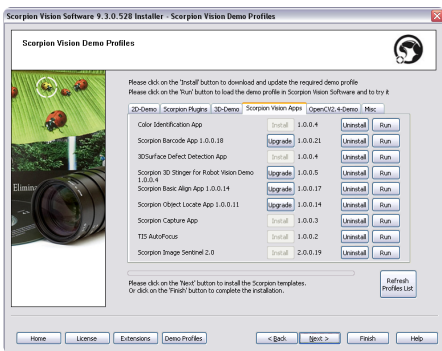 Scorpion Vision Software 9.3.0.528 Installer - Scorpion Vision Demo Profiles
Scorpion Vision Demo Profiles
Please click on the 'Install' button to download and update the required demo profile
Please click on the 'Run' button to load the demo profile in Scorpion Vision Software and to try it
2D-Demo Scorpion Plugins 3D-Demo Scorpion Vision Apps OpenCV2.4-Demo Misc
Color Identification App Install 1.0.0.4 Uninstall Run
Scorpion Barcode App 1.0.0.18 Upgrade 1.0.0.21 Uninstall Run
3DSurface Defect Detection App Install 1.0.0.4 Uninstall Run
Scorpion 3D Stinger for Robot Vision Demo 1.0.0.4 Upgrade 1.0.0.5 Uninstall Run
Scorpion Basic Align App 1.0.0.14 Upgrade 1.0.0.17 Uninstall Run
Scorpion Object Locate App 1.0.0.11 Upgrade 1.0.0.14 Uninstall Run
Scorpion Capture App Install 1.0.0.3 Uninstall Run
TIS AutoFocus Install 1.0.0.2 Uninstall Run
Scorpion Image Sentinel 2.0 Install 2.0.0.19 Uninstall Run
Elimina
Please click on the 'Next' button to install the Scorpion templates.
Or click on the 'Finish' button to complete the installation.
Refresh
Profiles List
Home License Extensions Demo Profiles < Back Next > Finish Help